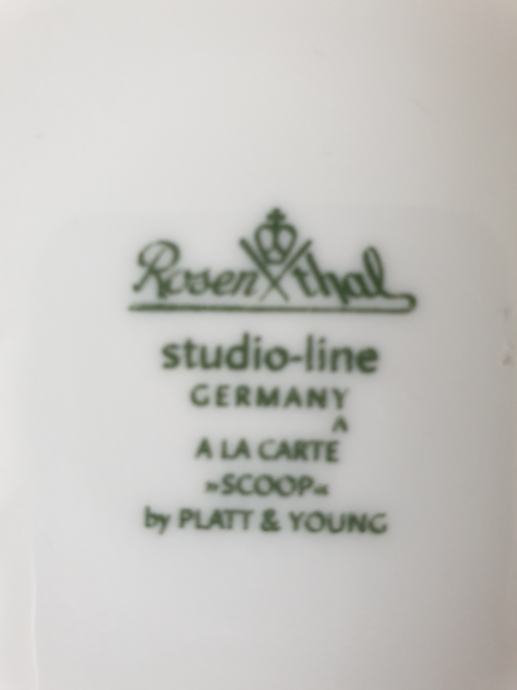 Rosenthal
studio-line
GERMANY
A
A LA CARTE
»SCOOP«
by PLATT & YOUNG